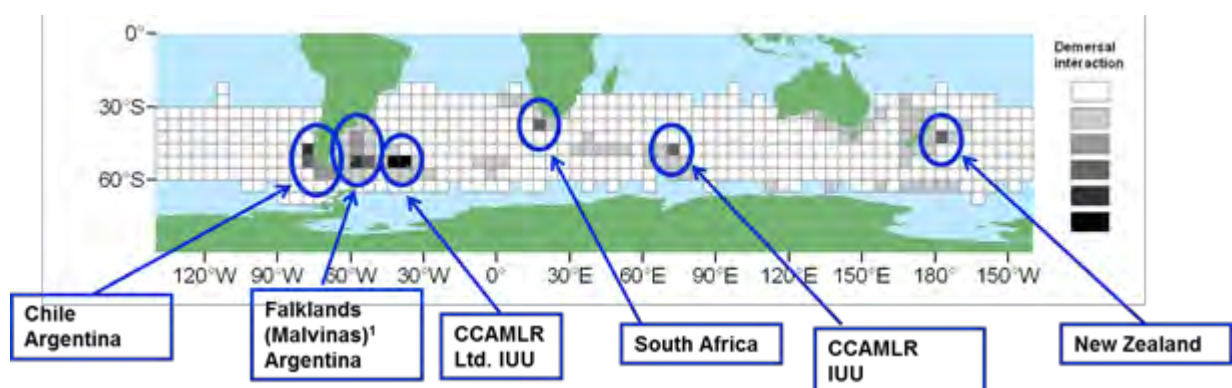 0°
30°S
60°S
Demersal
interaction
120°W 90°W 60°W 30°W 0° 30°E 60°E 90°E 120°E 150°E 180° 150°W
Chile
Argentina
Falklands
(Malvinas)¹
Argentina
CCAMLR
Ltd. IUU
South Africa
CCAMLR
IUU
New Zealand